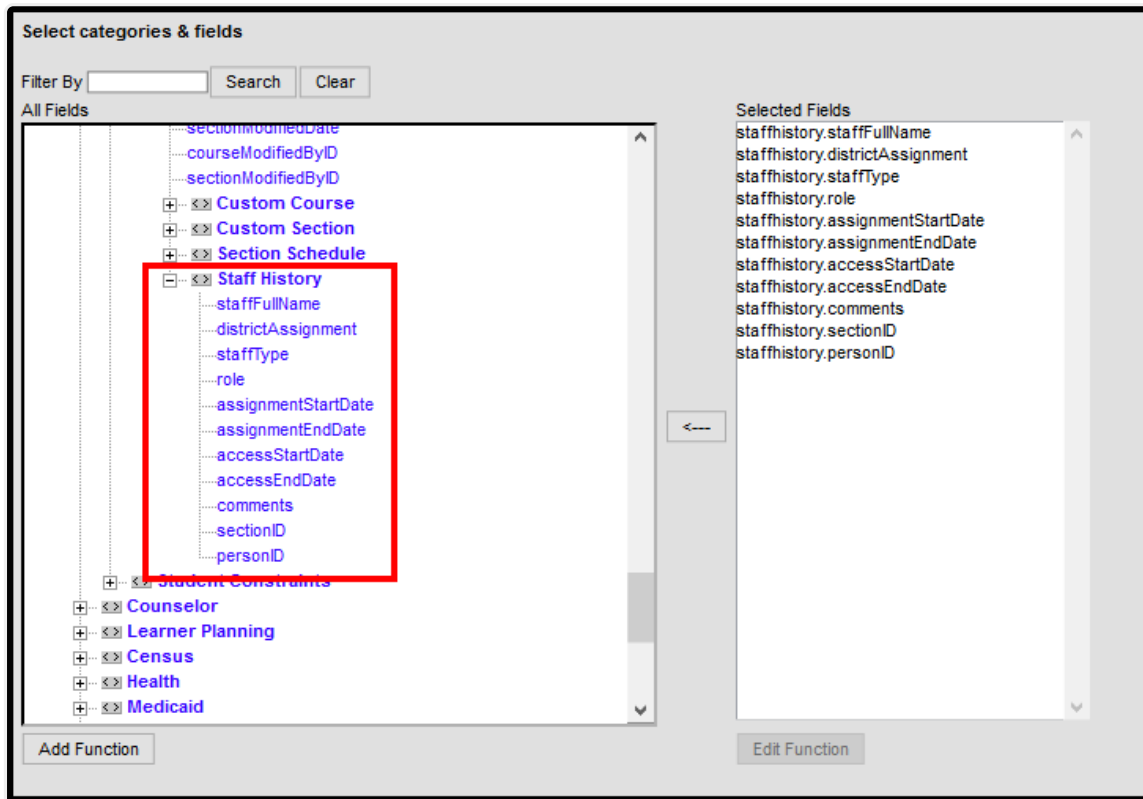 Select categories & fields
Filter By
Search
Clear
All Fields
sectionModifiedDate
courseModifiedByID
sectionModifiedByID
Custom Course
Custom Section
Section Schedule
Staff History
staffFullName
districtAssignment
staffType
role
assignmentStartDate
assignmentEndDate
accessStartDate
accessEndDate
comments
sectionID
personID
Student Constraints
Counselor
Learner Planning
Census
Health
Medicaid
Add Function
<---
Selected Fields
staffhistory.staffFullName
staffhistory.districtAssignment
staffhistory.staffType
staffhistory.role
staffhistory.assignmentStartDate
staffhistory.assignmentEndDate
staffhistory.accessStartDate
staffhistory.accessEndDate
staffhistory.comments
staffhistory.sectionID
staffhistory.personID
Edit Function